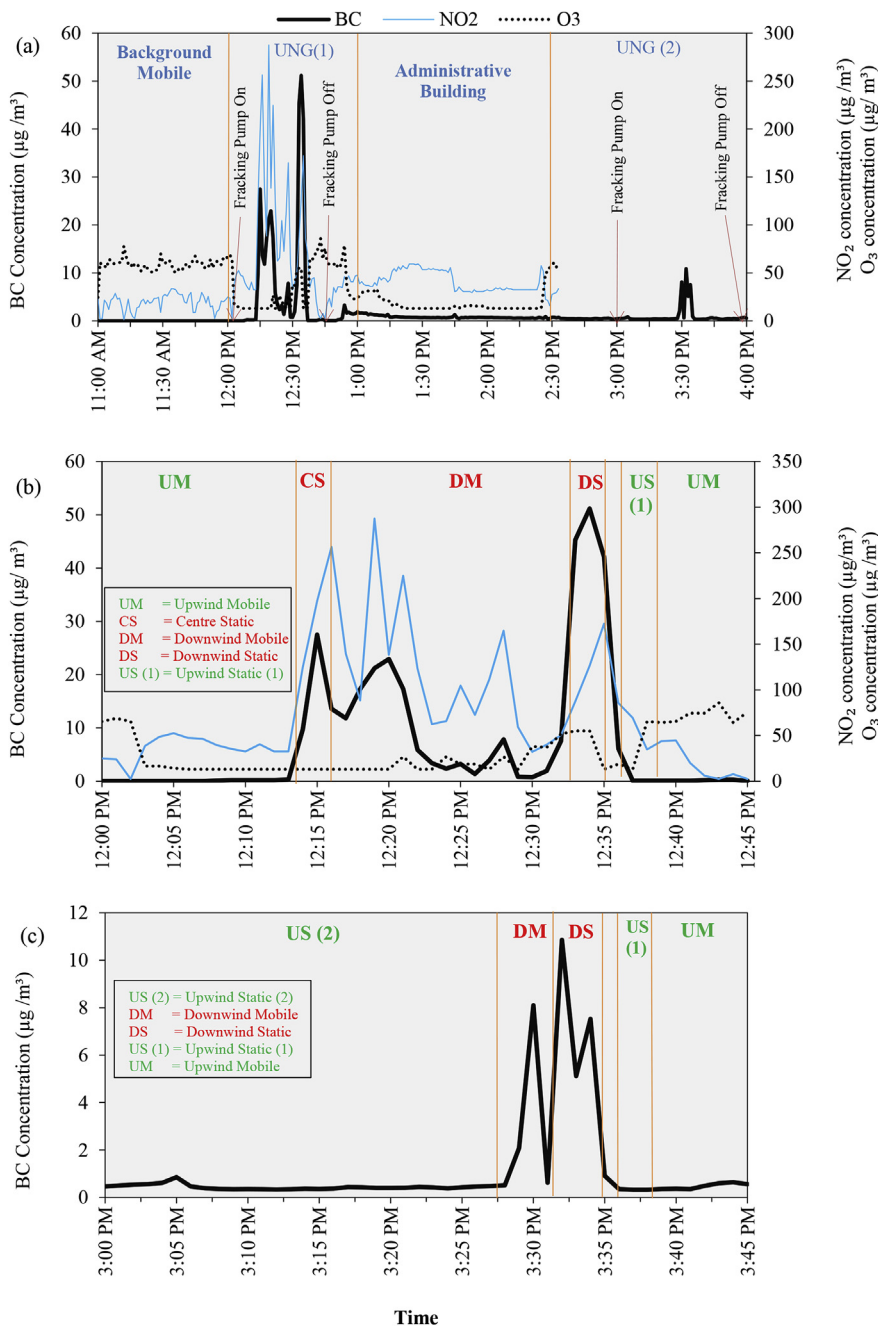 BC NO2 O3
(a)
BC Concentration (µg /m³)
60
50
40
30
20
10
0
Background
Mobile
UNG(1)
Administrative
Building
UNG (2)
Fracking Pump On
Fracking Pump Off
Fracking Pump On
Fracking Pump Off
300
250
200
150
100
50
0
NO2 concentration (µg/m³)
O3 concentration (µg/ m³)
11:00 AM
11:30 AM
12:00 PM
12:30 PM
1:00 PM
1:30 PM
2:00 PM
2:30 PM
3:00 PM
3:30 PM
4:00 PM
(b)
BC Concentration (µg/ m³)
60
50
40
30
20
10
0
UM
CS
DM
DS
US
(1)
UM
UM = Upwind Mobile
CS = Centre Static
DM = Downwind Mobile
DS = Downwind Static
US (1) = Upwind Static (1)
350
300
250
200
150
100
50
0
NO2 concentration (µg/m³)
O3 concentration (µg/m³)
12:00 PM
12:05 PM
12:10 PM
12:15 PM
12:20 PM
12:25 PM
12:30 PM
12:35 PM
12:40 PM
12:45 PM
(c)
BC Concentration (µg /m³)
12
10
8
6
4
2
0
US (2)
DM
DS
US
(1)
UM
US (2) = Upwind Static (2)
DM = Downwind Mobile
DS = Downwind Static
US (1) = Upwind Static (1)
UM = Upwind Mobile
3:00 PM
3:05 PM
3:10 PM
3:15 PM
3:20 PM
3:25 PM
3:30 PM
3:35 PM
3:40 PM
3:45 PM
Time